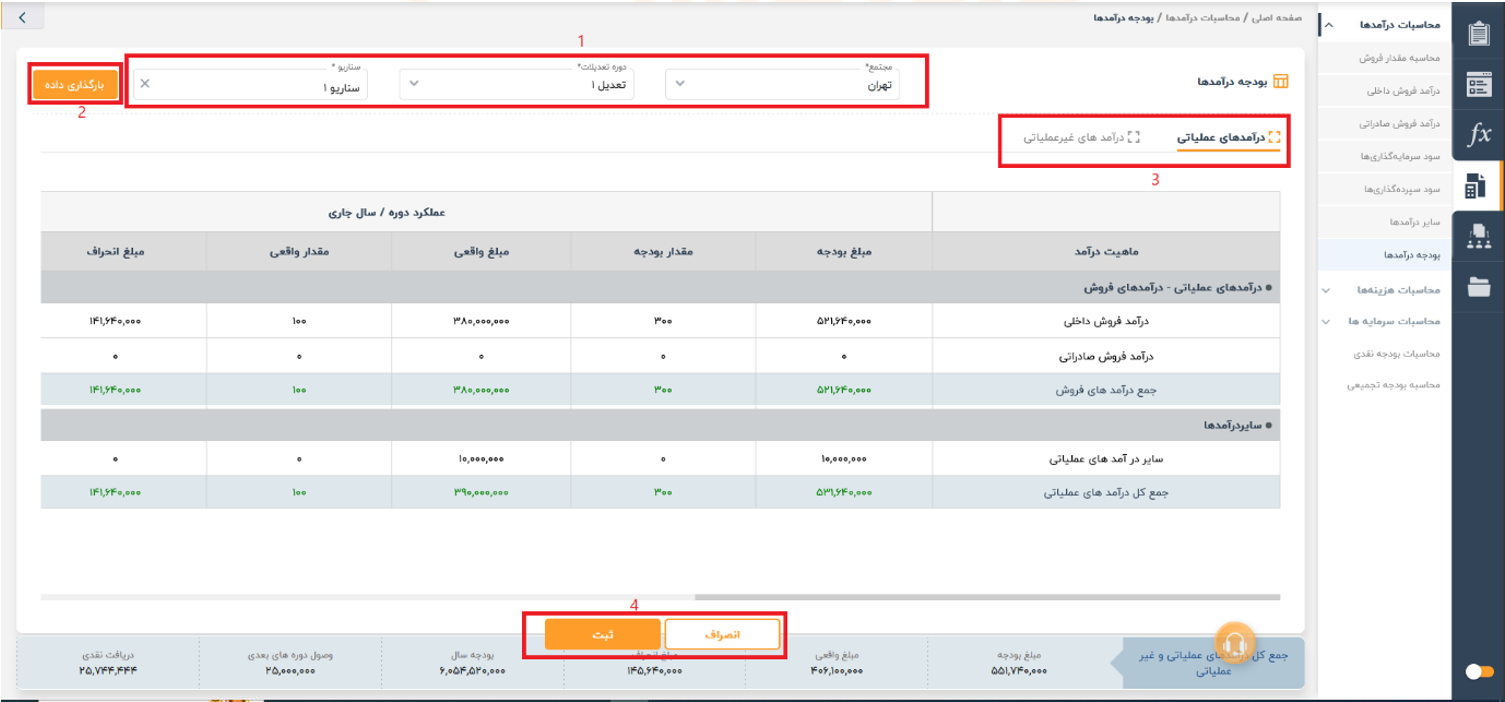 صفحه اصلی / محاسبات درآمدها / بودجه درآمدها
محاسبات درآمدها
محاسبه مقدار فروش
درآمد فروش داخلی
درآمد فروش صادراتی
سود سرمایه‌گذاری‌ها
سود سپرده‌گذاری‌ها
سایر درآمدها
بودجه درآمدها
محاسبات هزینه‌ها
محاسبات سرمایه ها
محاسبات بودجه نقدی
محاسبه بودجه تجمیعی
fx
1
بودجه درآمدها
مجتمع*
تهران
دوره تعدیلات*
تعدیل ۱
سناریو *
سناریو ۱
بارگذاری داده
2
درآمدهای عملیاتی درآمد های غیرعملیاتی
3
عملکرد دوره / سال جاری
ماهیت درآمد مبلغ بودجه مقدار بودجه مبلغ واقعی مقدار واقعی مبلغ انحراف
درآمدهای عملیاتی - درآمدهای فروش
درآمد فروش داخلی ۵۲۱,۶۴۰,۰۰۰ ۳۰۰ ۳۸۰,۰۰۰,۰۰۰ ۱۰۰ ۱۴۱,۶۴۰,۰۰۰
درآمد فروش صادراتی ۰ ۰ ۰ ۰ ۰
جمع درآمد های فروش ۵۲۱,۶۴۰,۰۰۰ ۳۰۰ ۳۸۰,۰۰۰,۰۰۰ ۱۰۰ ۱۴۱,۶۴۰,۰۰۰
سایردرآمدها
سایر در آمد های عملیاتی ۱۰,۰۰۰,۰۰۰ ۰ ۱۰,۰۰۰,۰۰۰ ۰ ۰
جمع کل درآمد های عملیاتی ۵۳۱,۶۴۰,۰۰۰ ۳۰۰ ۳۹۰,۰۰۰,۰۰۰ ۱۰۰ ۱۴۱,۶۴۰,۰۰۰
4
انصراف ثبت
جمع کل های عملیاتی و غیر
عملیاتی
مبلغ بودجه
۵۵۱,۷۴۰,۰۰۰
مبلغ واقعی
۴۰۶,۱۰۰,۰۰۰
مبلغ انحراف
۱۴۵,۶۴۰,۰۰۰
بودجه سال
۶,۰۵۴,۵۲۰,۰۰۰
وصول دوره های بعدی
۲۵,۰۰۰,۰۰۰
دریافت نقدی
۲۵,۷۴۴,۴۴۴